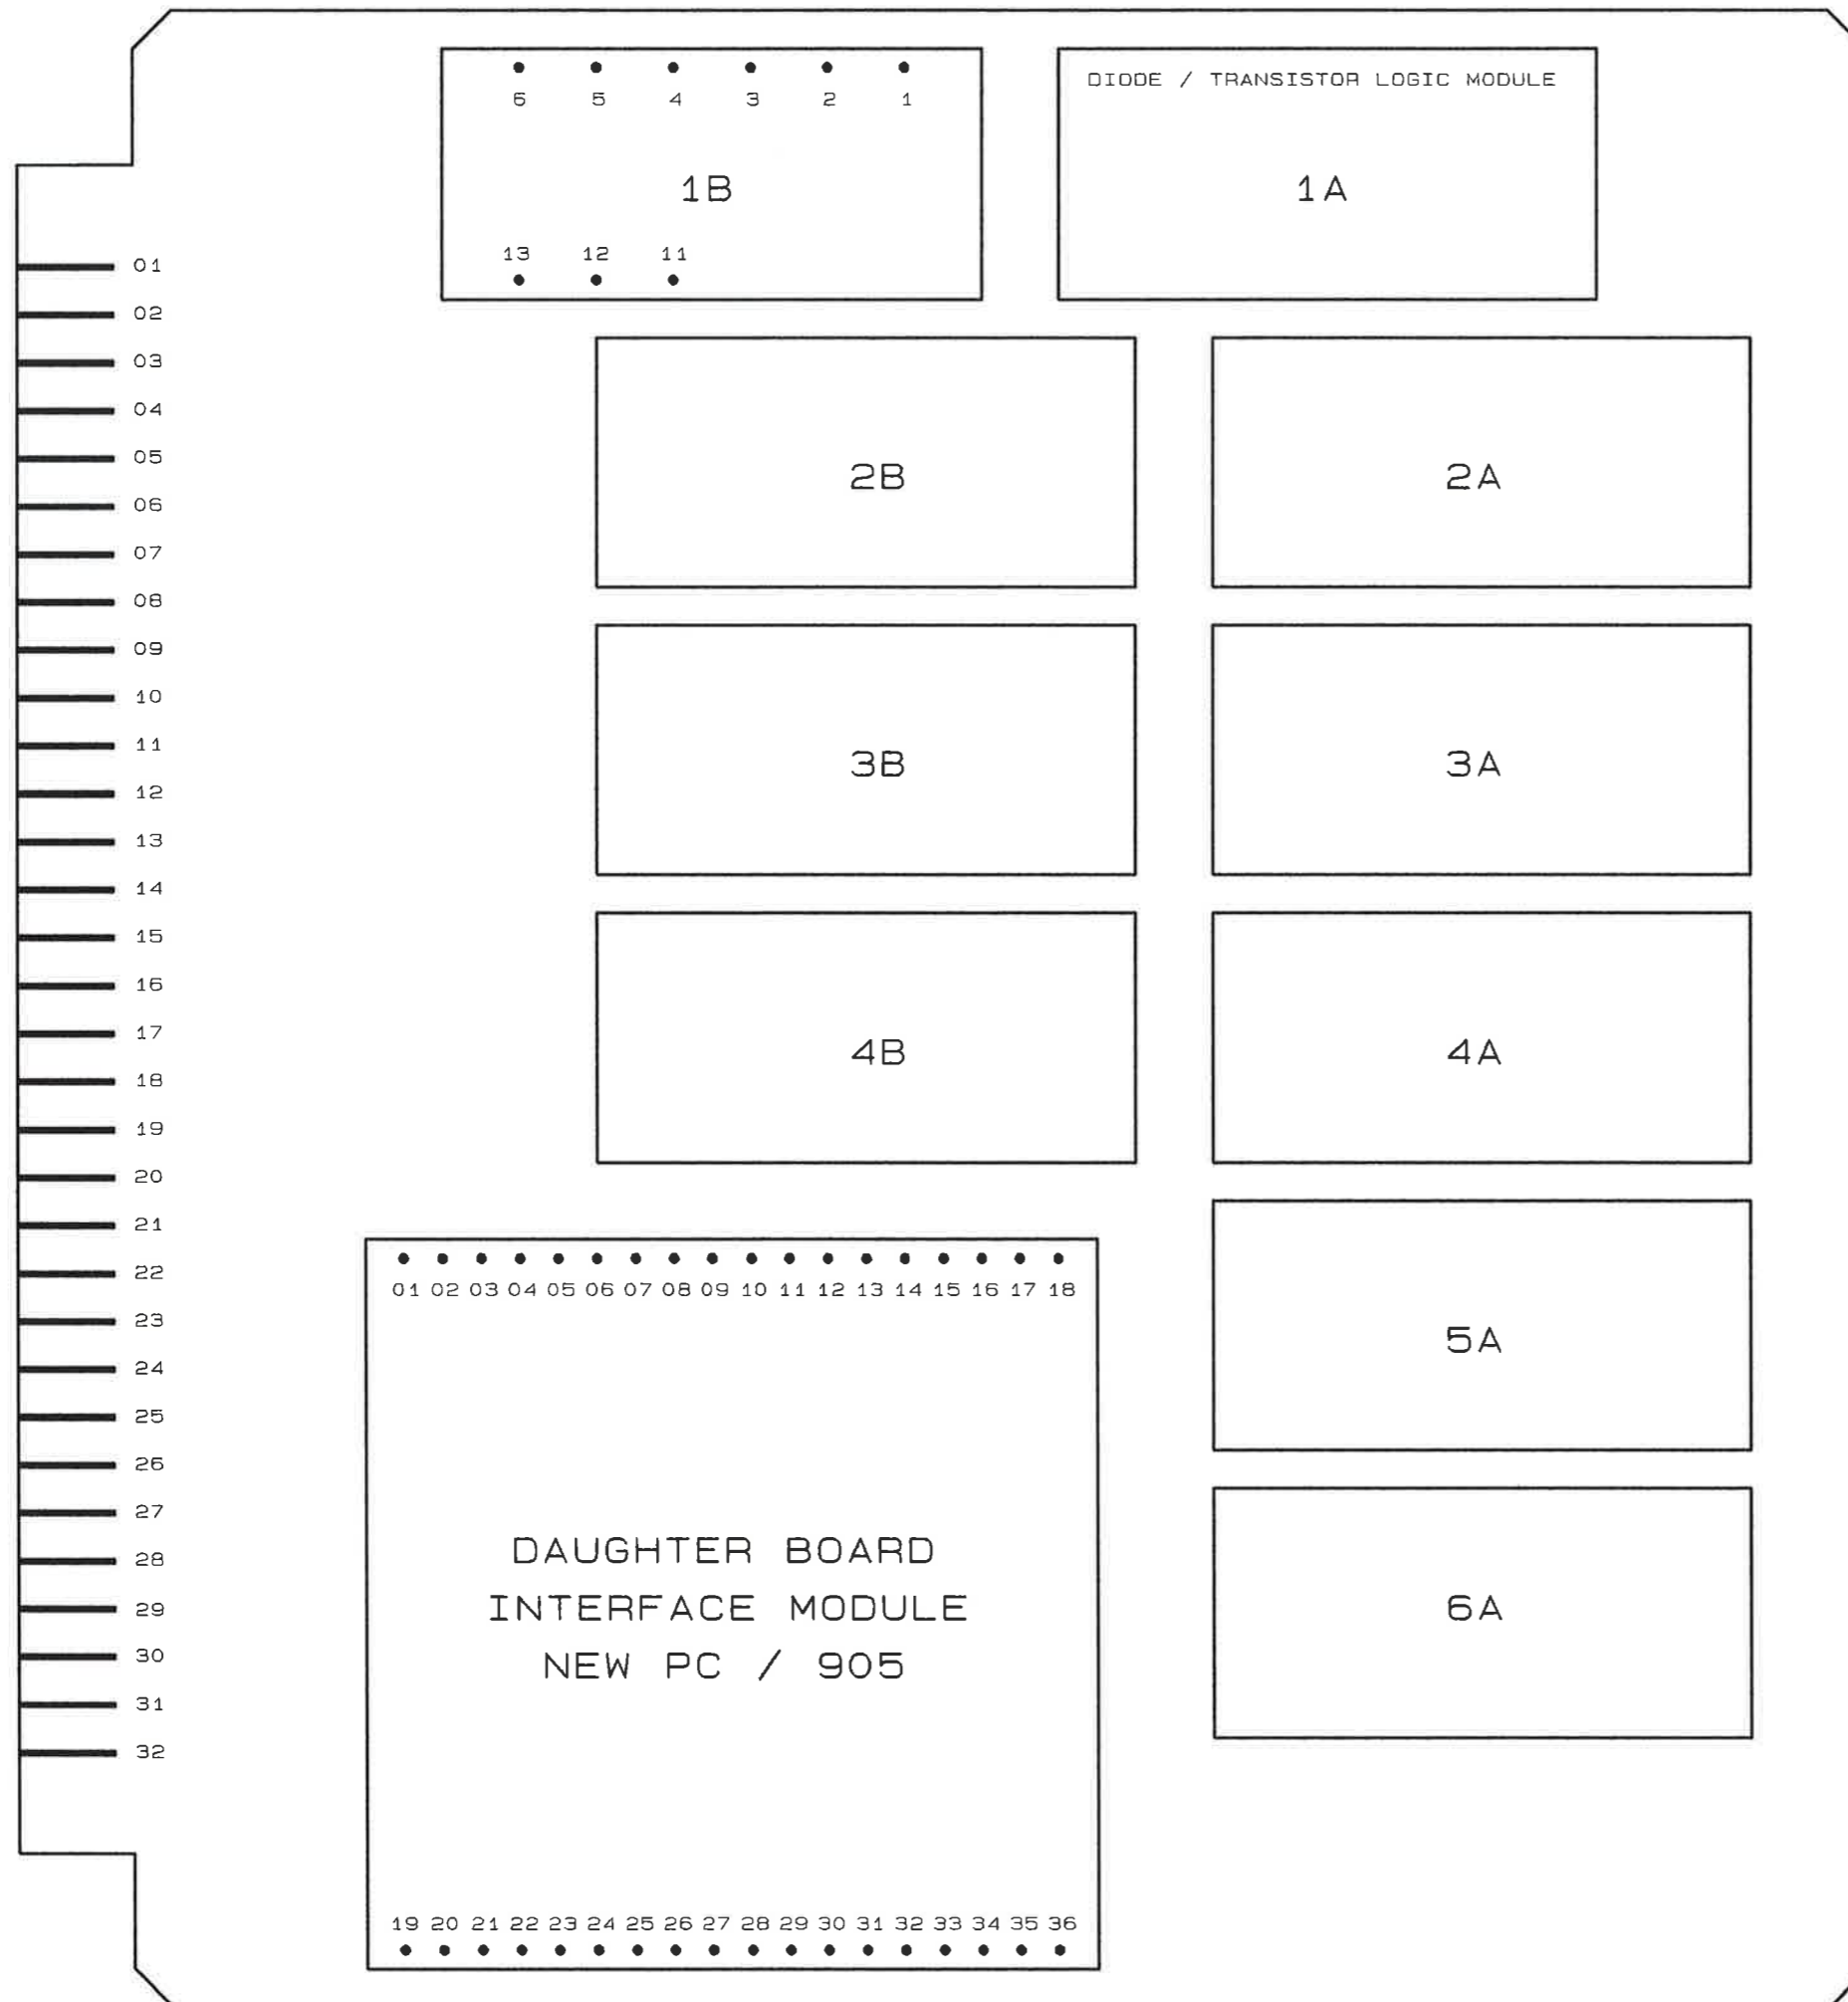 6 5 4 3 2 1
DIODE / TRANSISTOR LOGIC MODULE
1B
1A
13 12 11
01
02
03
04
05
06
07
08
09
10
11
12
13
14
15
16
17
18
19
20
21
22
23
24
25
26
27
28
29
30
31
32
2B
2A
3B
3A
4B
4A
5A
6A
01 02 03 04 05 06 07 08 09 10 11 12 13 14 15 16 17 18
DAUGHTER BOARD
INTERFACE MODULE
NEW PC / 905
19 20 21 22 23 24 25 26 27 28 29 30 31 32 33 34 35 36